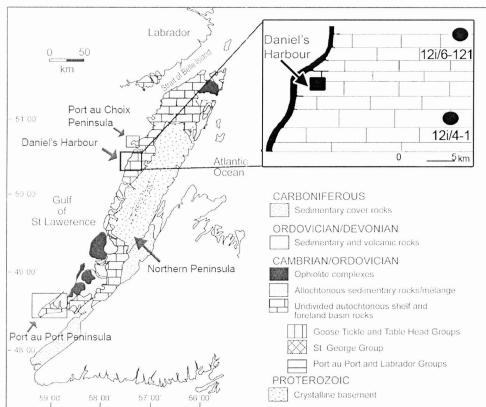 Labrador
0 50
km
Strait of Belle Island
Port au Choix
Peninsula
51 00
Daniel's Harbour
Atlantic
Ocean
50 00
Gulf
of
St Lawerence
49 00
Northern Peninsula
Port au Port Peninsula
48 00
59 00 58 00 57 00 56 00
Daniel's
Harbour
12i/6-121
12i/4-1
0 5 km
CARBONIFEROUS
Sedimentary cover rocks
ORDOVICIAN/DEVONIAN
Sedimentary and volcanic rocks
CAMBRIAN/ORDOVICIAN
Ophiolite complexes
Allochtonous sedimentary rocks/mélange
Undivided autochtonous shelf and
foreland basin rocks
Goose Tickle and Table Head Groups
St George Group
Port au Port and Labrador Groups
PROTEROZOIC
Crystalline basement